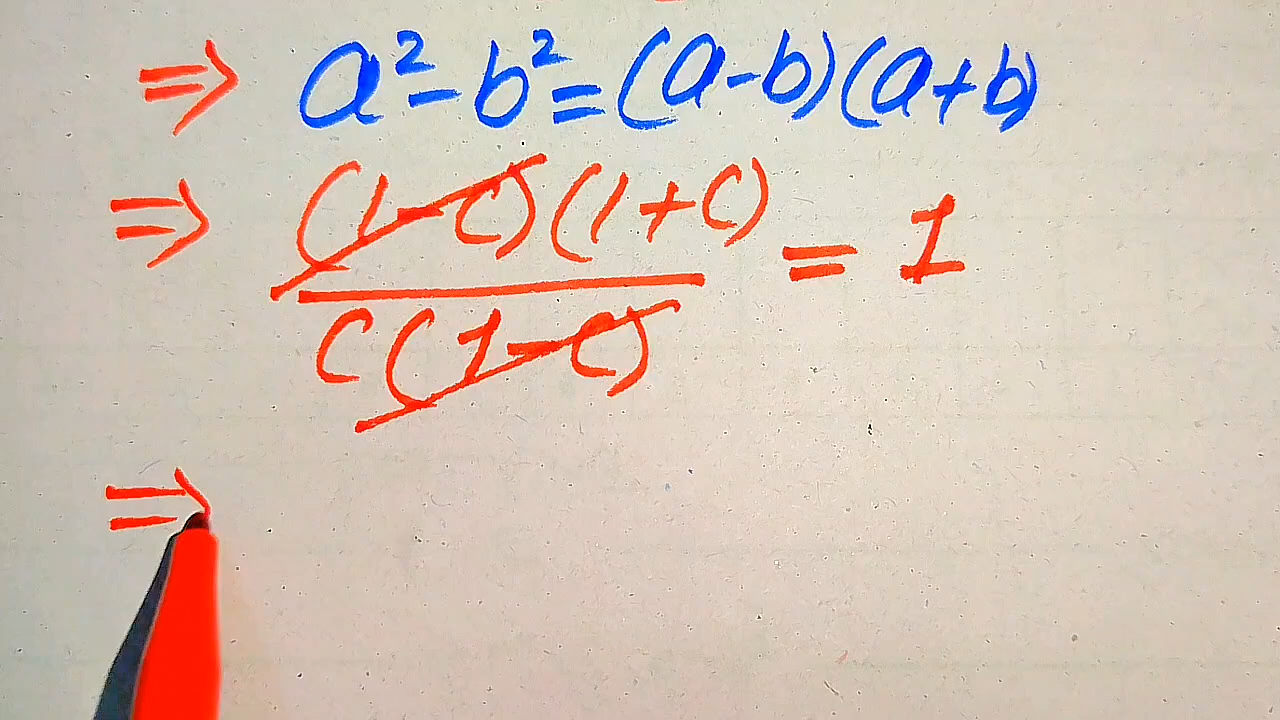 ⇒ a² - b² = (a-b)(a+b)
⇒ (1-c)(1+c)
――――― = 1
c(1-c)
⇒